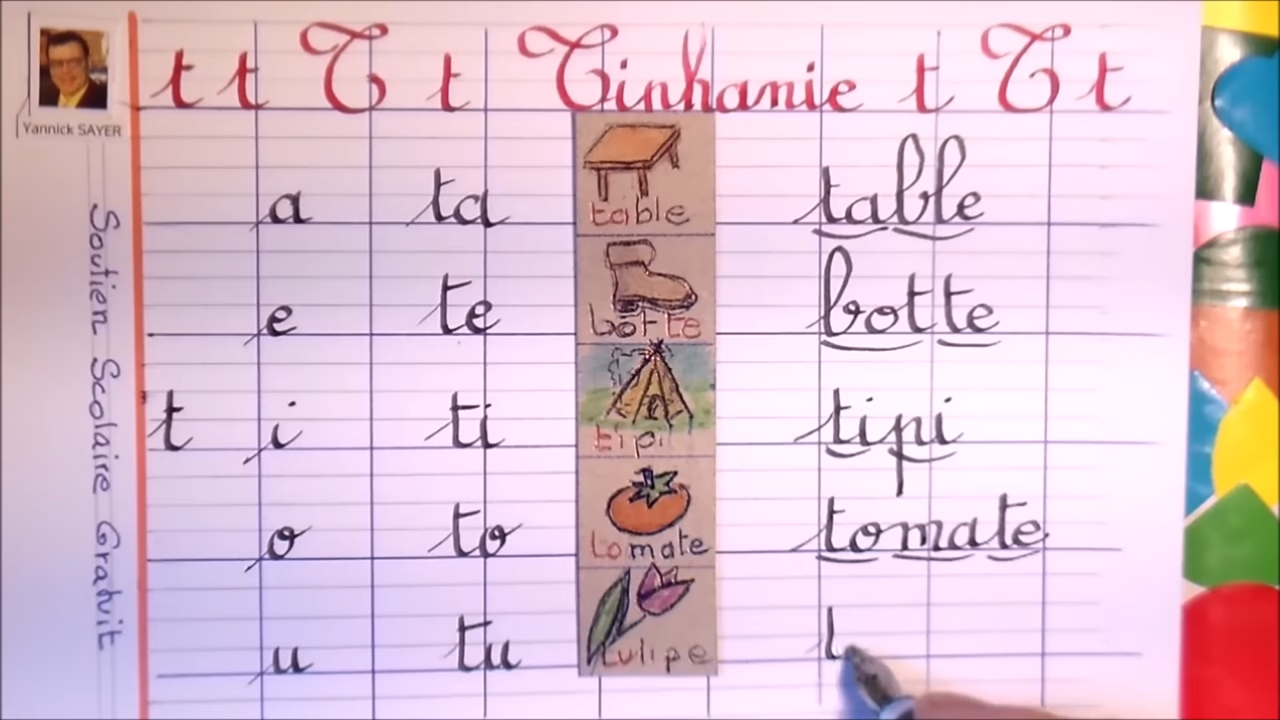 Yannick SAYER
Soutien Scolaire Gratuit
t t T t Tiphanie t T t
a ta table table
e te botte botte
t i ti tipi tipi
o to tomate tomate
u tu tulipe